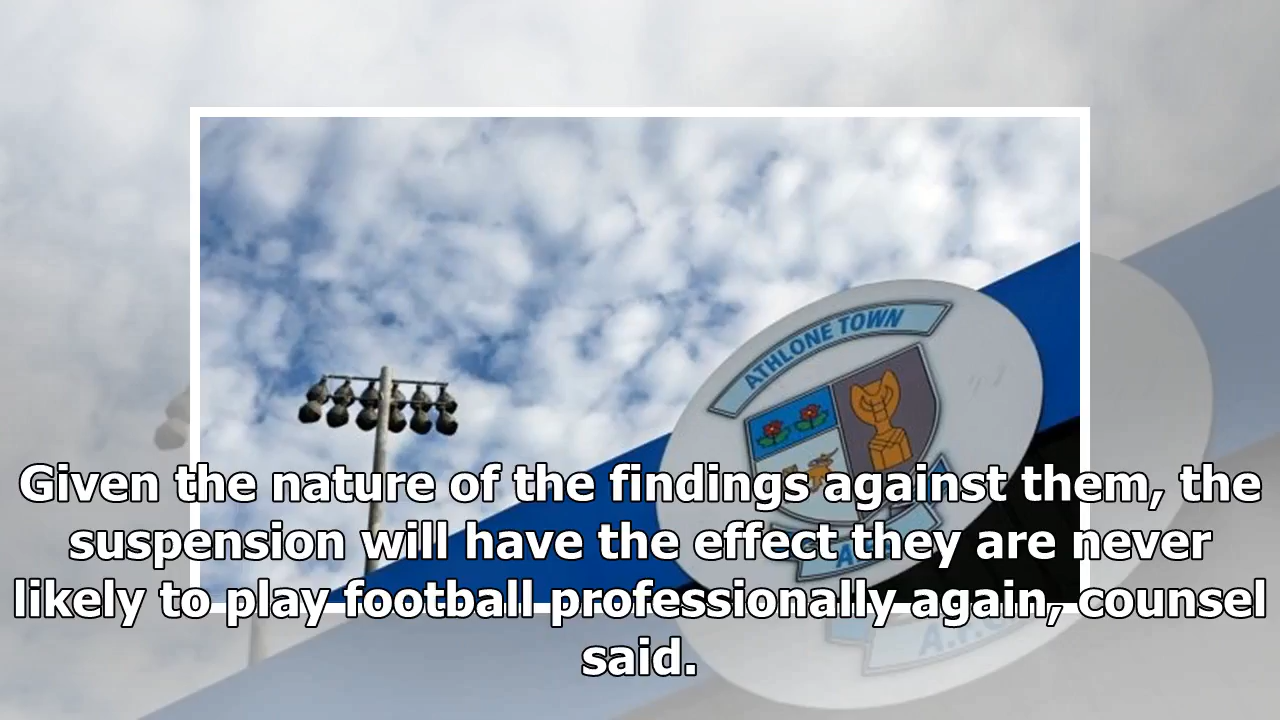 ATHLONE TOWN
Given the nature of the findings against them, the
suspension will have the effect they are never
likely to play football professionally again, counsel
said.